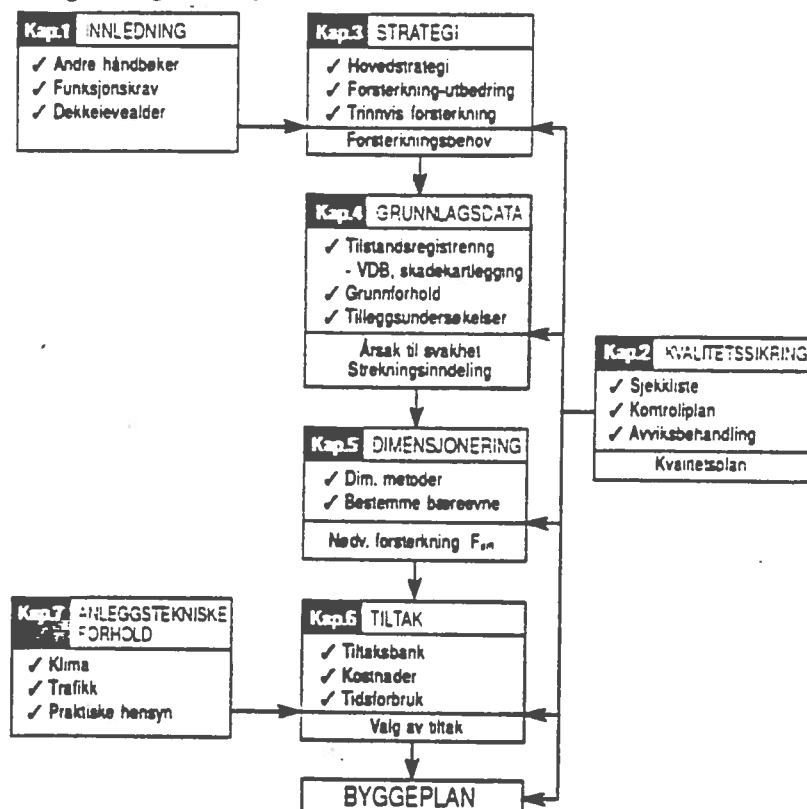 Kap.1 INNLEDNING
✓ Andre håndbøker
✓ Funksjonskrav
✓ Dekkelevealder
Kap.3 STRATEGI
✓ Hovedstrategi
✓ Forsterkning-utbedring
✓ Trinnvis forsterkning
Forsterkningsbehov
Kap.4 GRUNNLAGSDATA
✓ Tilstandsregistrenng
- VDB, skadekartlegging
✓ Grunnforhold
✓ Tilleggsundersøkelser
Årsak til svakhet
Strekningsinndeling
Kap.2 KVALITETSSIKRING
✓ Sjekkliste
✓ Kontrollplan
✓ Avviksbehandling
Kvalitetsplan
Kap.5 DIMENSJONERING
✓ Dim. metoder
✓ Bestemme bæreevne
Nødv. forsterkning
Kap.7 ANLEGGSTEKNISKE
FORHOLD
✓ Klima
✓ Trafikk
✓ Praktiske hensyn
Kap.6 TILTAK
✓ Tiltaksbank
✓ Kostnader
✓ Tidsforbruk
Valg av tiltak
BYGGEPLAN